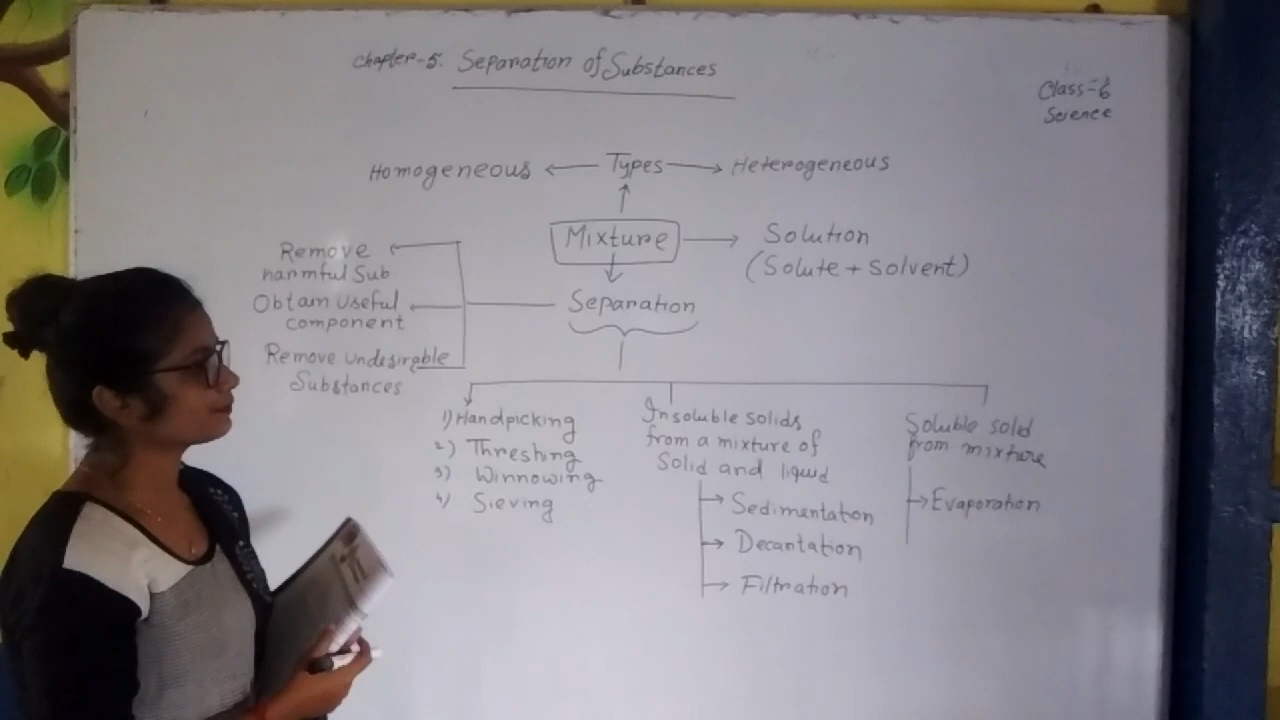 Chapter-5. Separation of Substances
Class-6
Science
Homogeneous ← Types → Heterogeneous
Mixture → Solution
(Solute + Solvent)
Separation
Remove
harmful Sub.
Obtain useful
component
Remove undesirable
Substances
1) Handpicking
2) Threshing
3) Winnowing
4) Sieving
Insoluble solids
from a mixture of
Solid and liquid
→ Sedimentation
→ Decantation
→ Filtration
Soluble solid
from mixture
→ Evaporation